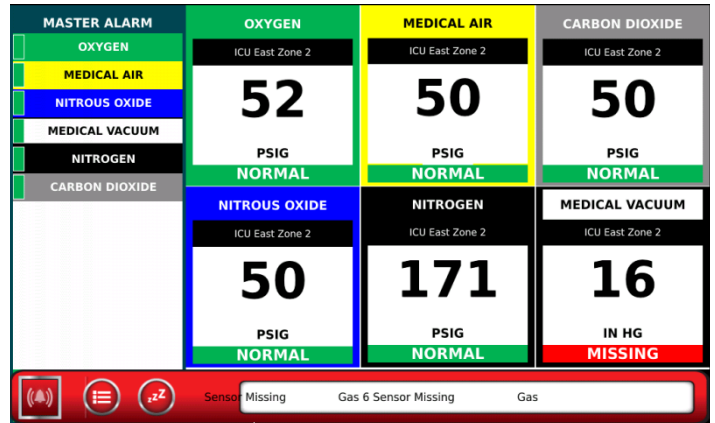 MASTER ALARM
OXYGEN
MEDICAL AIR
NITROUS OXIDE
MEDICAL VACUUM
NITROGEN
CARBON DIOXIDE
OXYGEN
ICU East Zone 2
52
PSIG
NORMAL
MEDICAL AIR
ICU East Zone 2
50
PSIG
NORMAL
CARBON DIOXIDE
ICU East Zone 2
50
PSIG
NORMAL
NITROUS OXIDE
ICU East Zone 2
50
PSIG
NORMAL
NITROGEN
ICU East Zone 2
171
PSIG
NORMAL
MEDICAL VACUUM
ICU East Zone 2
16
IN HG
MISSING
zzZ
Sensor Missing Gas 6 Sensor Missing Gas